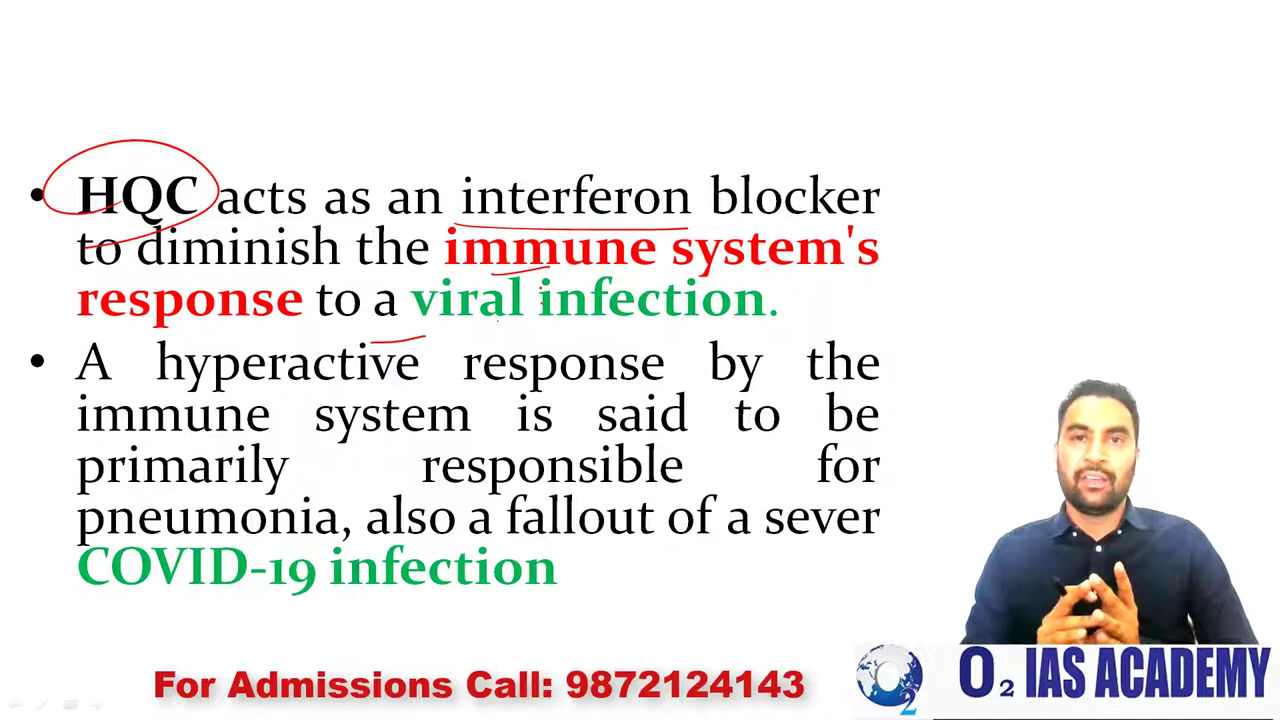 • HQC acts as an interferon blocker
to diminish the immune system's
response to a viral infection.
• A hyperactive response by the
immune system is said to be
primarily responsible for
pneumonia, also a fallout of a sever
COVID-19 infection
For Admissions Call: 9872124143
2
O2 IAS ACADEMY